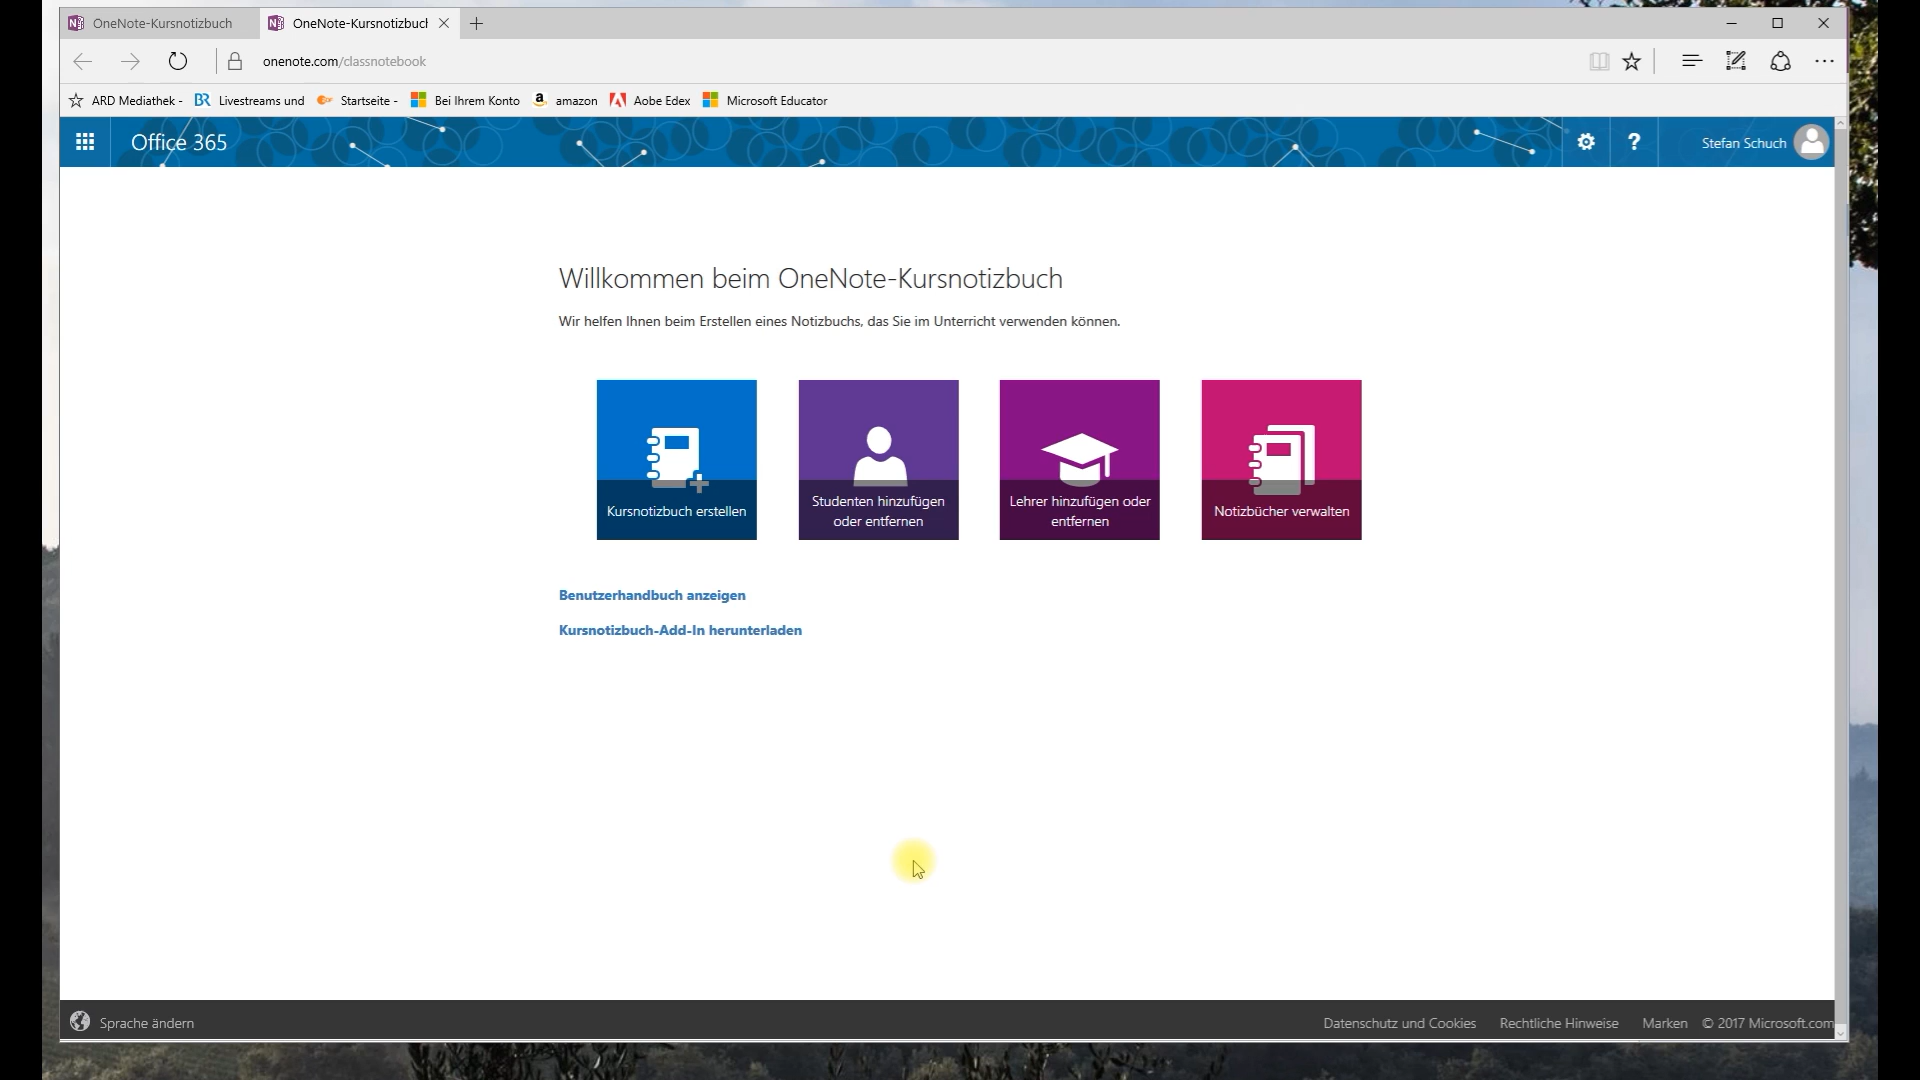 OneNote-Kursnotizbuch
OneNote-Kursnotizbuch
onenote.com/classnotebook
ARD Mediathek -
BR Livestreams und
Startseite -
Bei Ihrem Konto
a amazon
Aobe Edex
Microsoft Educator
Office 365
?
Stefan Schuch
Willkommen beim OneNote-Kursnotizbuch
Wir helfen Ihnen beim Erstellen eines Notizbuchs, das Sie im Unterricht verwenden können.
Kursnotizbuch erstellen
Studenten hinzufügen
oder entfernen
Lehrer hinzufügen oder
entfernen
Notizbücher verwalten
Benutzerhandbuch anzeigen
Kursnotizbuch-Add-In herunterladen
Sprache ändern
Datenschutz und Cookies
Rechtliche Hinweise
Marken
© 2017 Microsoft.com